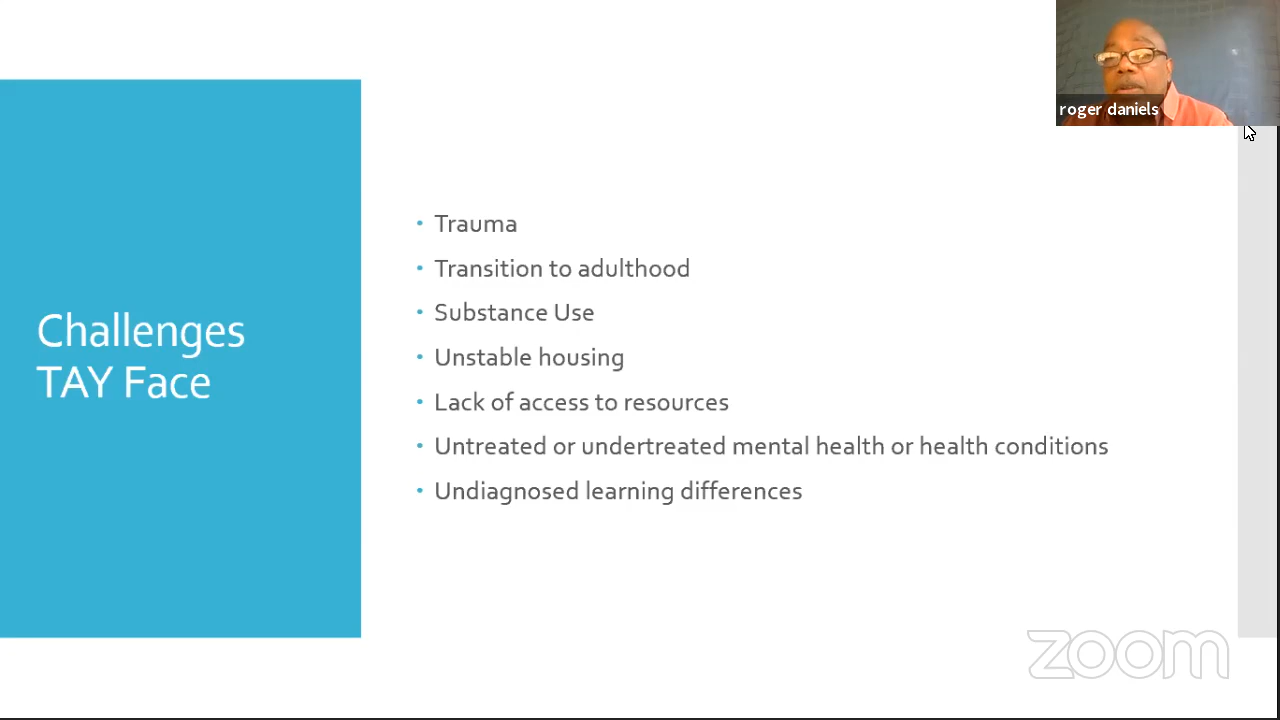 roger daniels
Challenges
TAY Face
• Trauma
• Transition to adulthood
• Substance Use
• Unstable housing
• Lack of access to resources
• Untreated or undertreated mental health or health conditions
• Undiagnosed learning differences
zoom